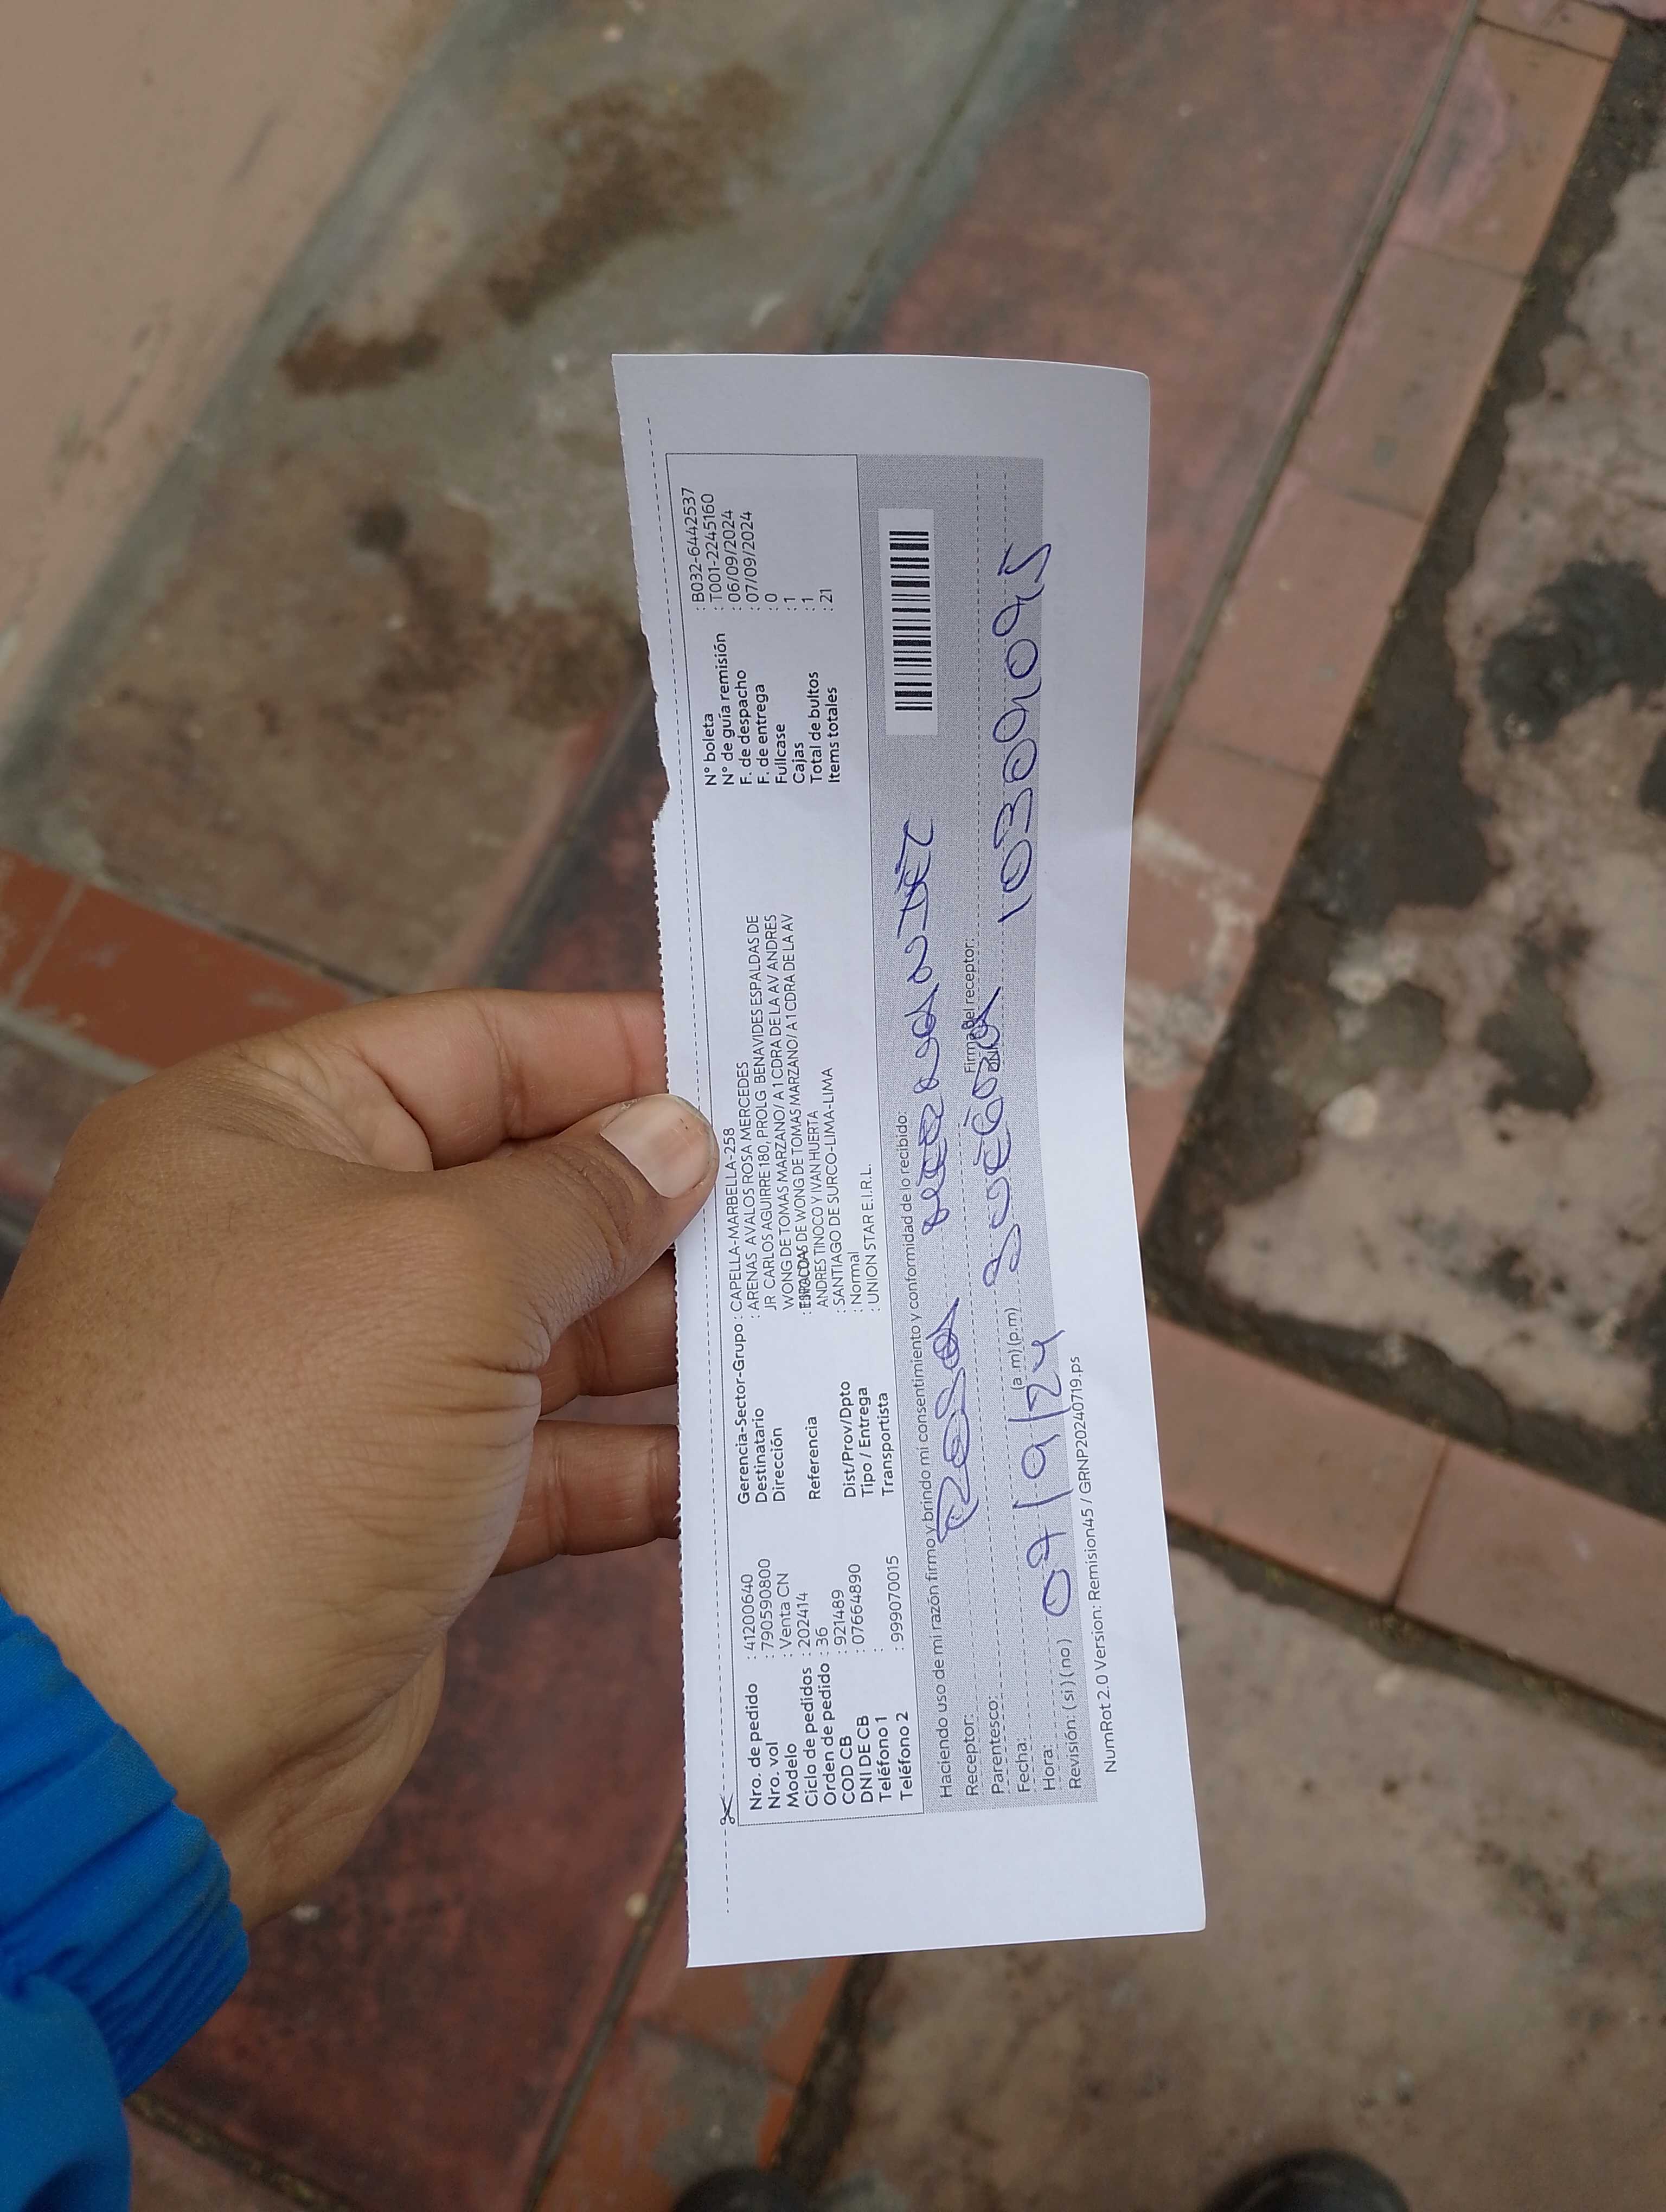 Nro. de pedido : 41200640
Nro. vol : 790590800
Modelo : Venta CN
Ciclo de pedidos : 202414
Orden de pedido : 36
COD CB : 921489
DNI DE CB : 07664890
Teléfono 1 :
Teléfono 2 : 999070015
Gerencia-Sector-Grupo : CAPELLA-MARBELLA-258
Destinatario : ARENAS AVALOS ROSA MERCEDES
Dirección JR CARLOS AGUIRRE 180, PROLG BENAVIDES ESPALDAS DE
WONG DE TOMAS MARZANO/ A 1 CDRA DE LA AV ANDRES
Referencia : DE WONG DE TOMAS MARZANO/ A 1 CDRA DE LA AV
ANDRES TINOCO Y IVAN HUERTA
Dist/Prov/Dpto : SANTIAGO DE SURCO-LIMA-LIMA
Tipo / Entrega : Normal
Transportista : UNION STAR E.I.R.L.
N° boleta : B032-6442537
N° de guía remisión : T001-2245160
F. de despacho : 06/09/2024
F. de entrega : 07/09/2024
Fullcase : 0
Cajas : 1
Total de bultos : 1
Items totales : 21
Haciendo uso de mi razón firmo y brindo mi consentimiento y conformidad de lo recibido:
Receptor:
Parentesco: Firma del receptor:
Fecha: SUEGRA
Hora: (a .m) (p.m)
Revisión: (si) (no) 07/9/24
NumRot 2.0 Version: Remision45 / GRNP20240719.ps